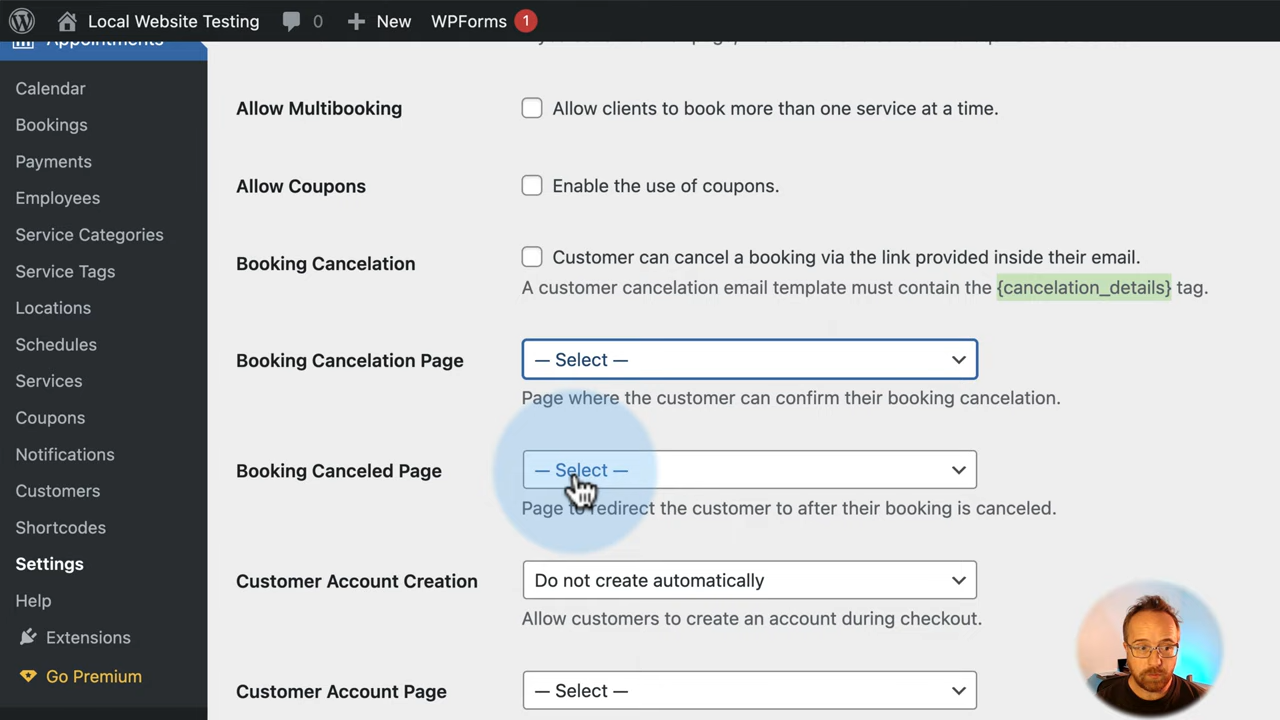 Local Website Testing 0 New WPForms 1
Appointments
Calendar
Bookings
Payments
Employees
Service Categories
Service Tags
Locations
Schedules
Services
Coupons
Notifications
Customers
Shortcodes
Settings
Help
Extensions
Go Premium
Allow Multibooking
Allow clients to book more than one service at a time.
Allow Coupons
Enable the use of coupons.
Booking Cancelation
Customer can cancel a booking via the link provided inside their email.
A customer cancelation email template must contain the {cancelation_details} tag.
Booking Cancelation Page
— Select —
Page where the customer can confirm their booking cancelation.
Booking Canceled Page
— Select —
Page to redirect the customer to after their booking is canceled.
Customer Account Creation
Do not create automatically
Allow customers to create an account during checkout.
Customer Account Page
— Select —